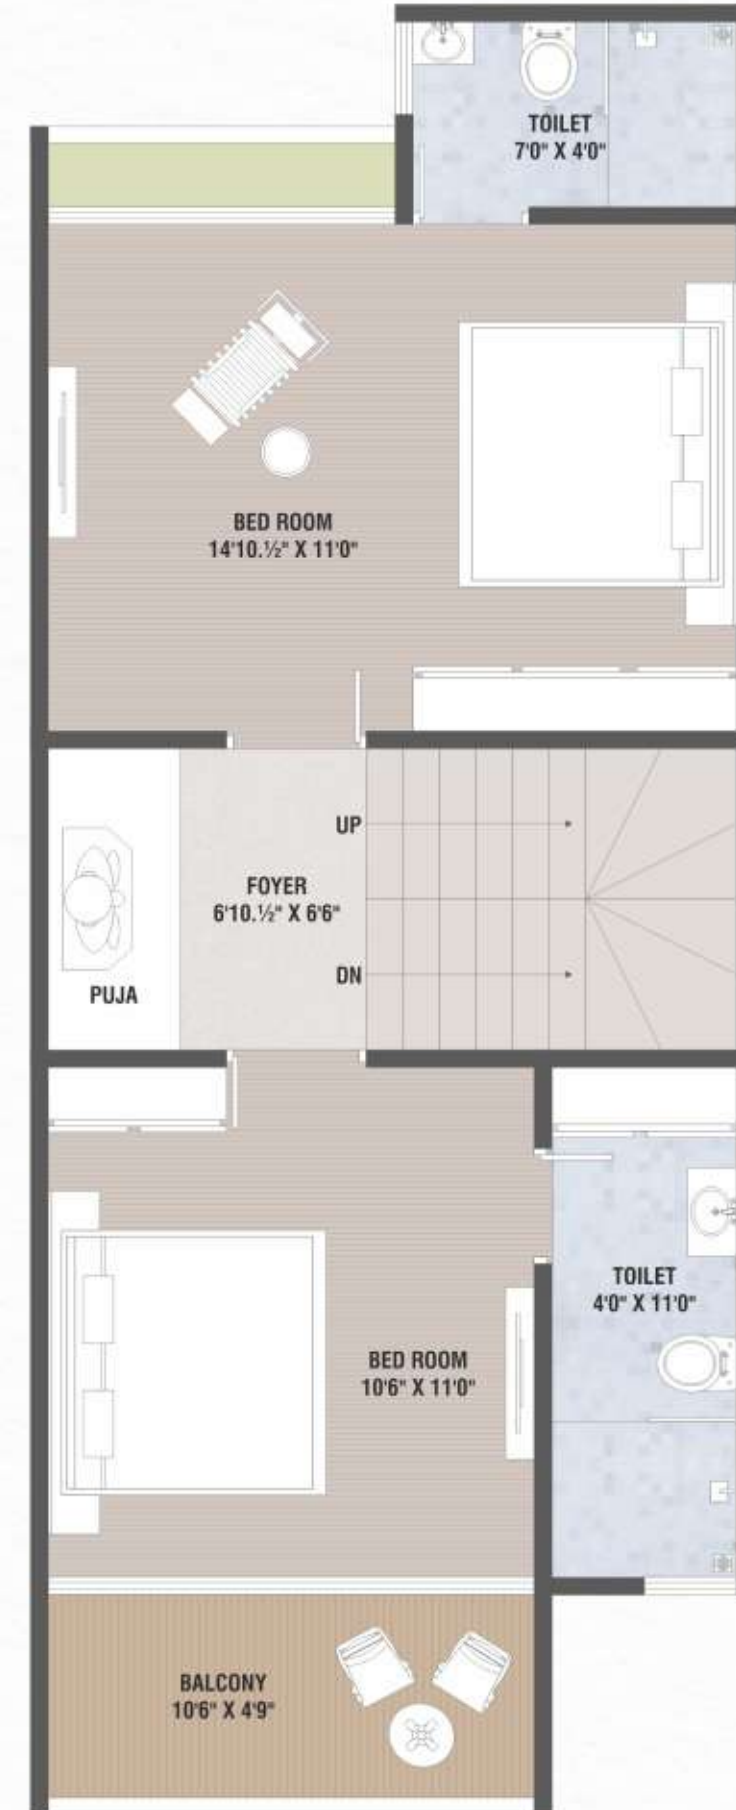 TOILET
7'0" X 4'0"
BED ROOM
14'10.½" X 11'0"
UP
FOYER
6'10.½" X 6'6"
DN
PUJA
TOILET
4'0" X 11'0"
BED ROOM
10'6" X 11'0"
BALCONY
10'6" X 4'9"